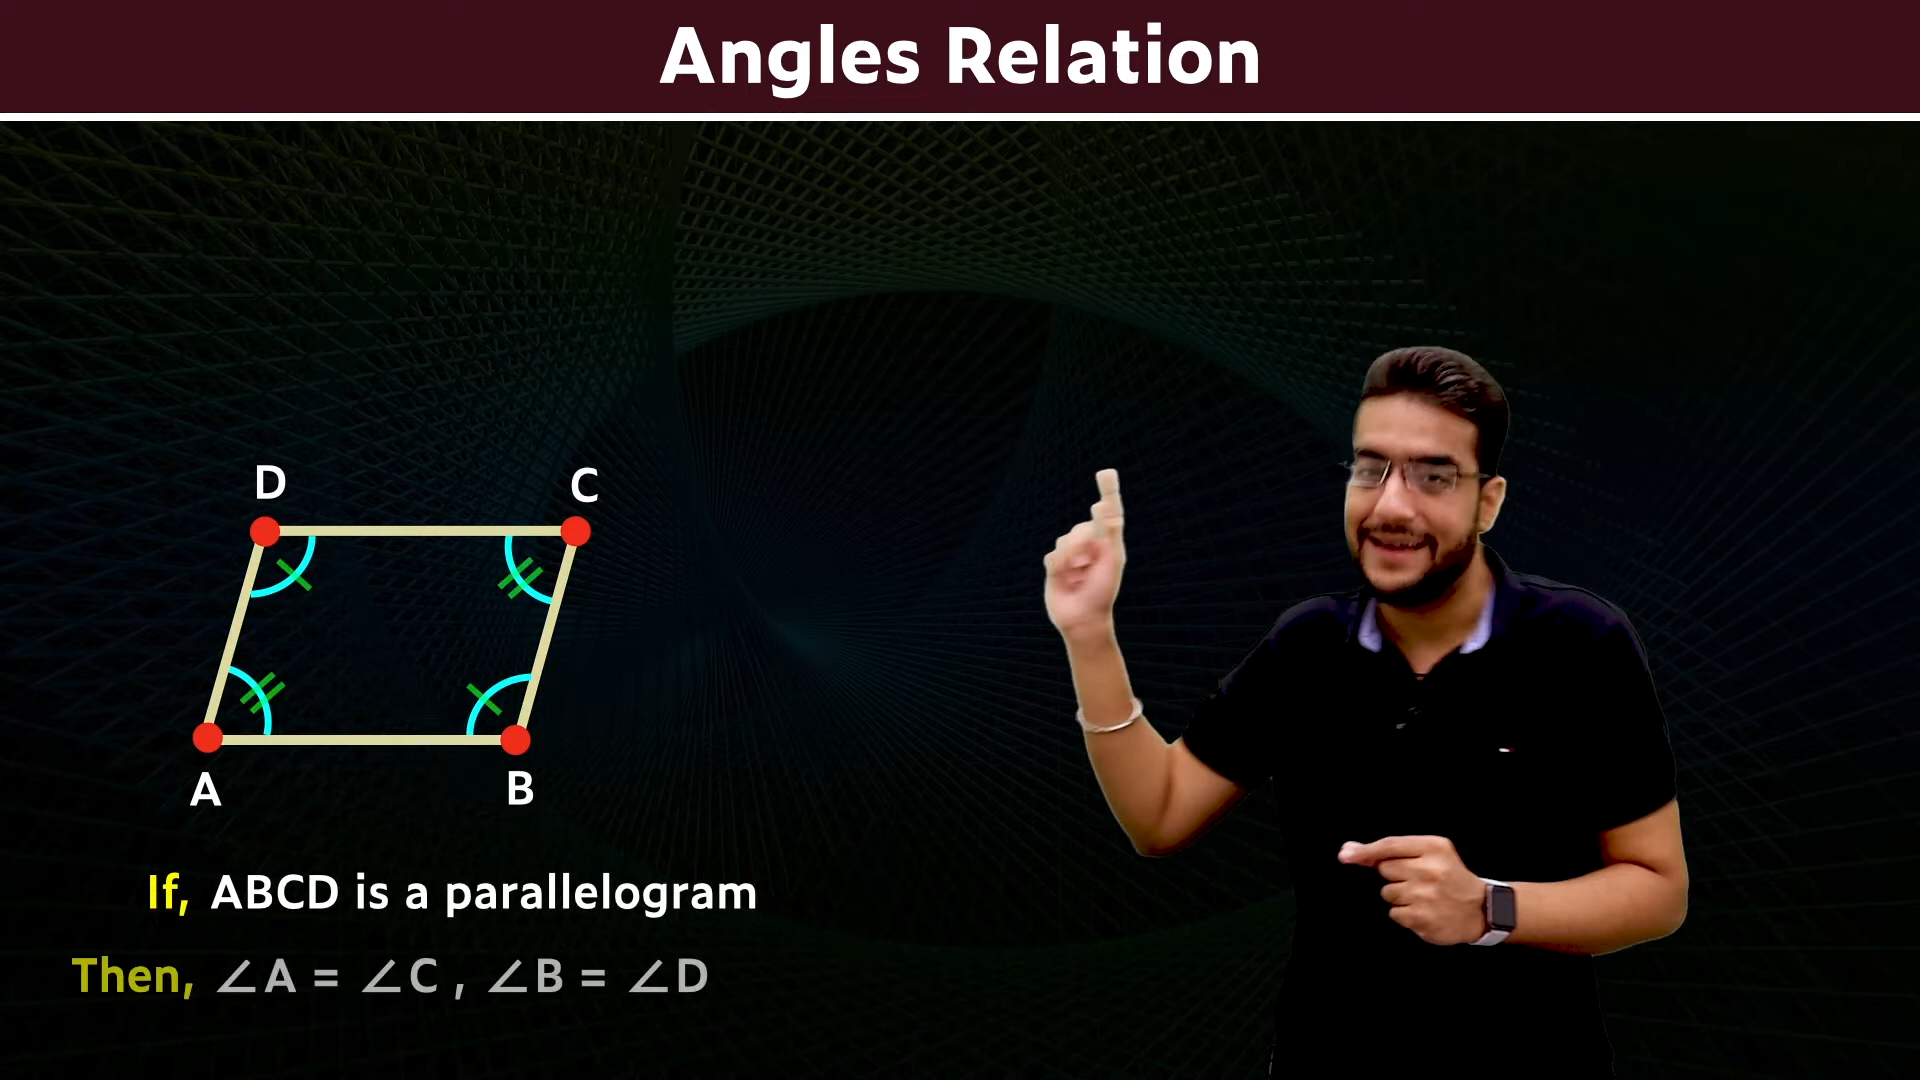 Angles Relation
D
C
A
B
If, ABCD is a parallelogram
Then, ∠A = ∠C , ∠B = ∠D